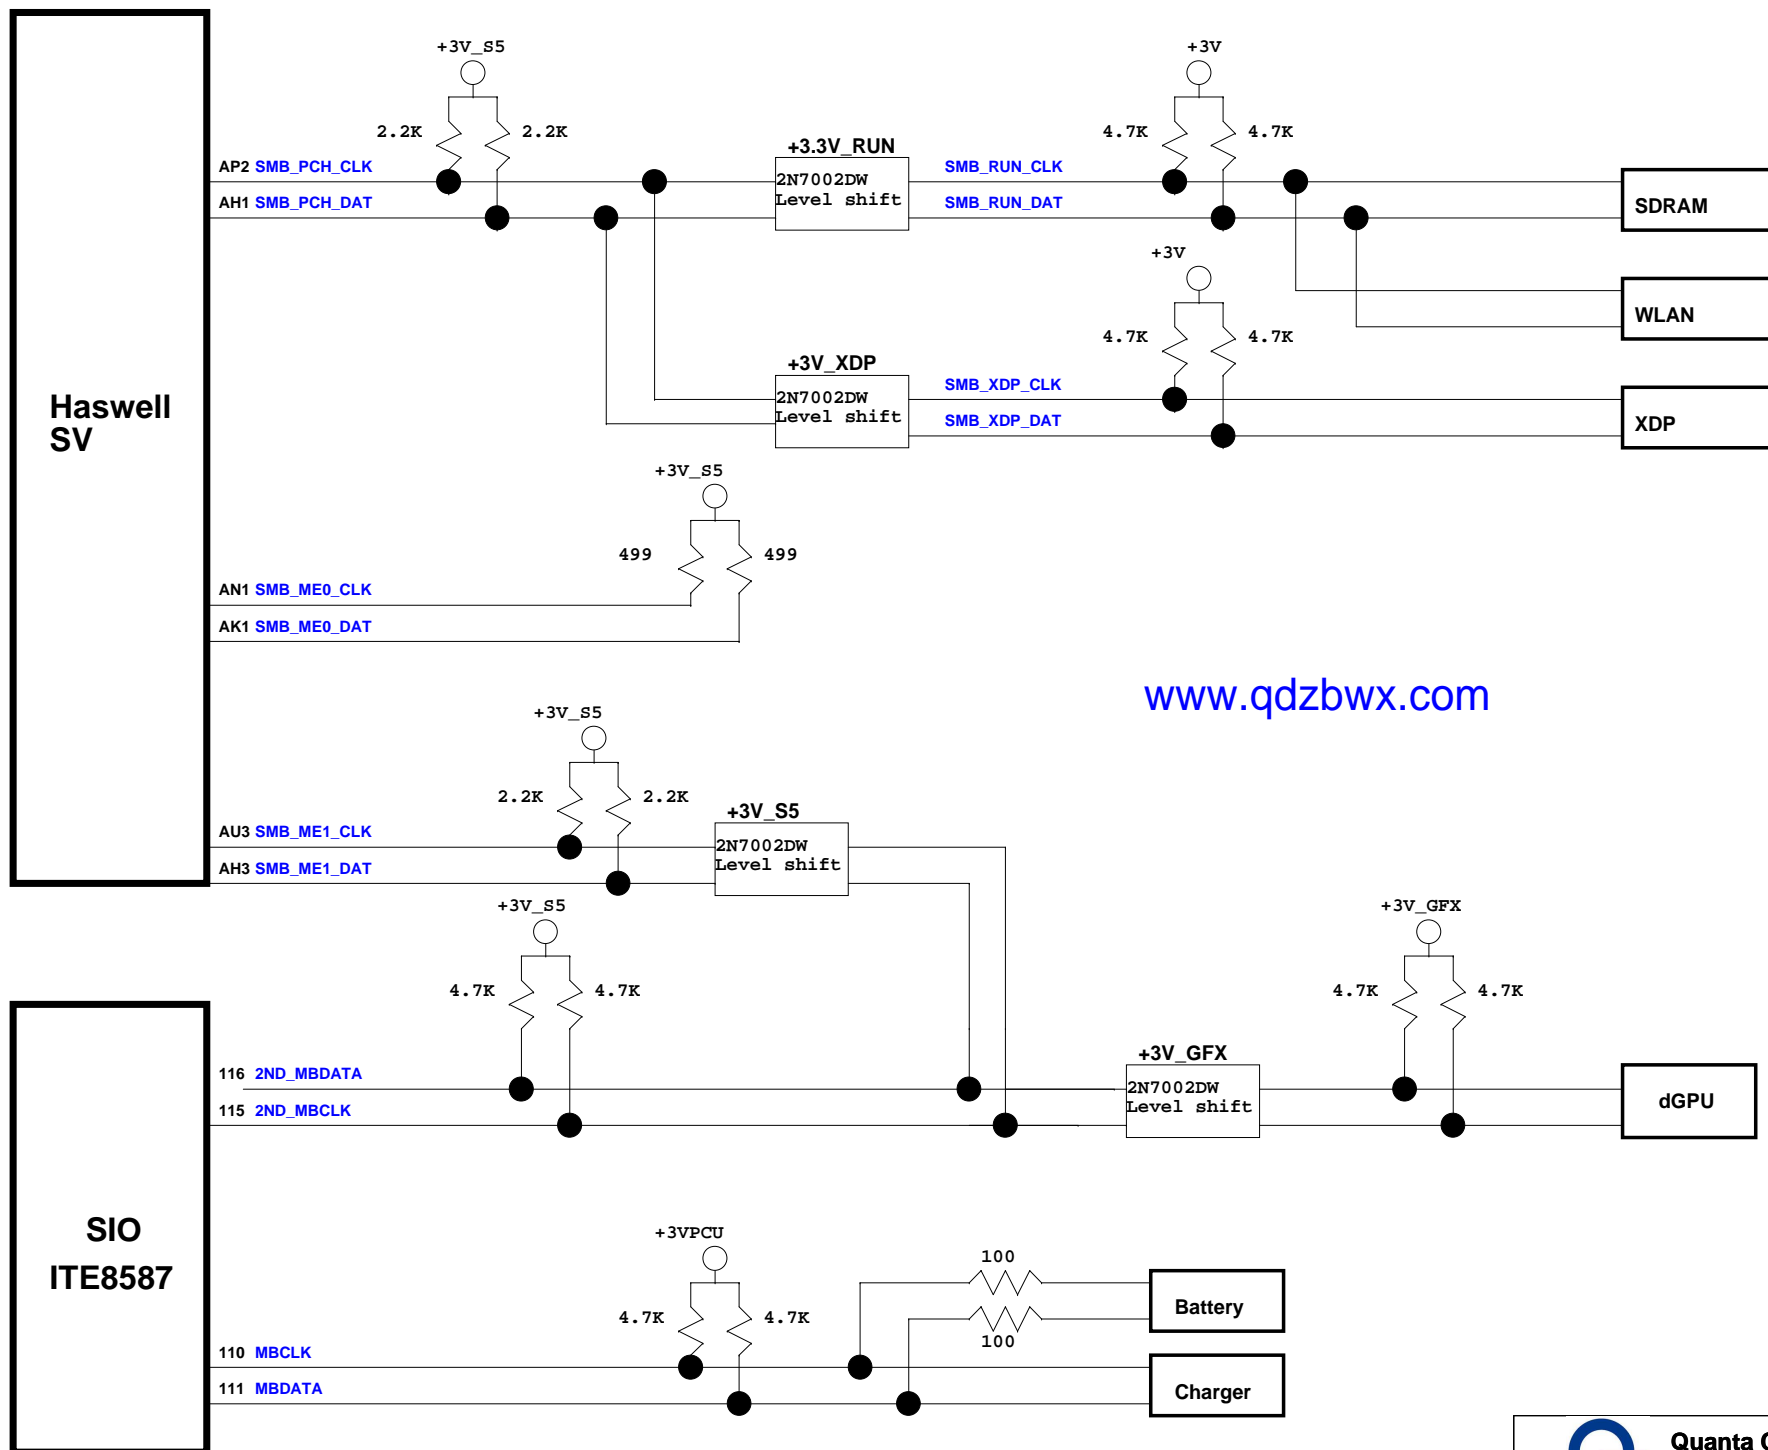 +3V_S5
+3V
2.2K
2.2K
4.7K
4.7K
+3.3V_RUN
AP2 SMB_PCH_CLK
SMB_RUN_CLK
2N7002DW
Level shift
AH1 SMB_PCH_DAT
SMB_RUN_DAT
SDRAM
+3V
WLAN
4.7K
4.7K
+3V_XDP
SMB_XDP_CLK
2N7002DW
Level shift
SMB_XDP_DAT
XDP
Haswell
SV
+3V_S5
499
499
AN1 SMB_ME0_CLK
AK1 SMB_ME0_DAT
www.qdzbwx.com
+3V_S5
2.2K
2.2K
+3V_S5
AU3 SMB_ME1_CLK
2N7002DW
Level shift
AH3 SMB_ME1_DAT
+3V_S5
+3V_GFX
4.7K
4.7K
4.7K
4.7K
+3V_GFX
116 2ND_MBDATA
2N7002DW
Level shift
115 2ND_MBCLK
dGPU
SIO
ITE8587
+3VPCU
100
4.7K
4.7K
Battery
100
110 MBCLK
111 MBDATA
Charger
Quanta